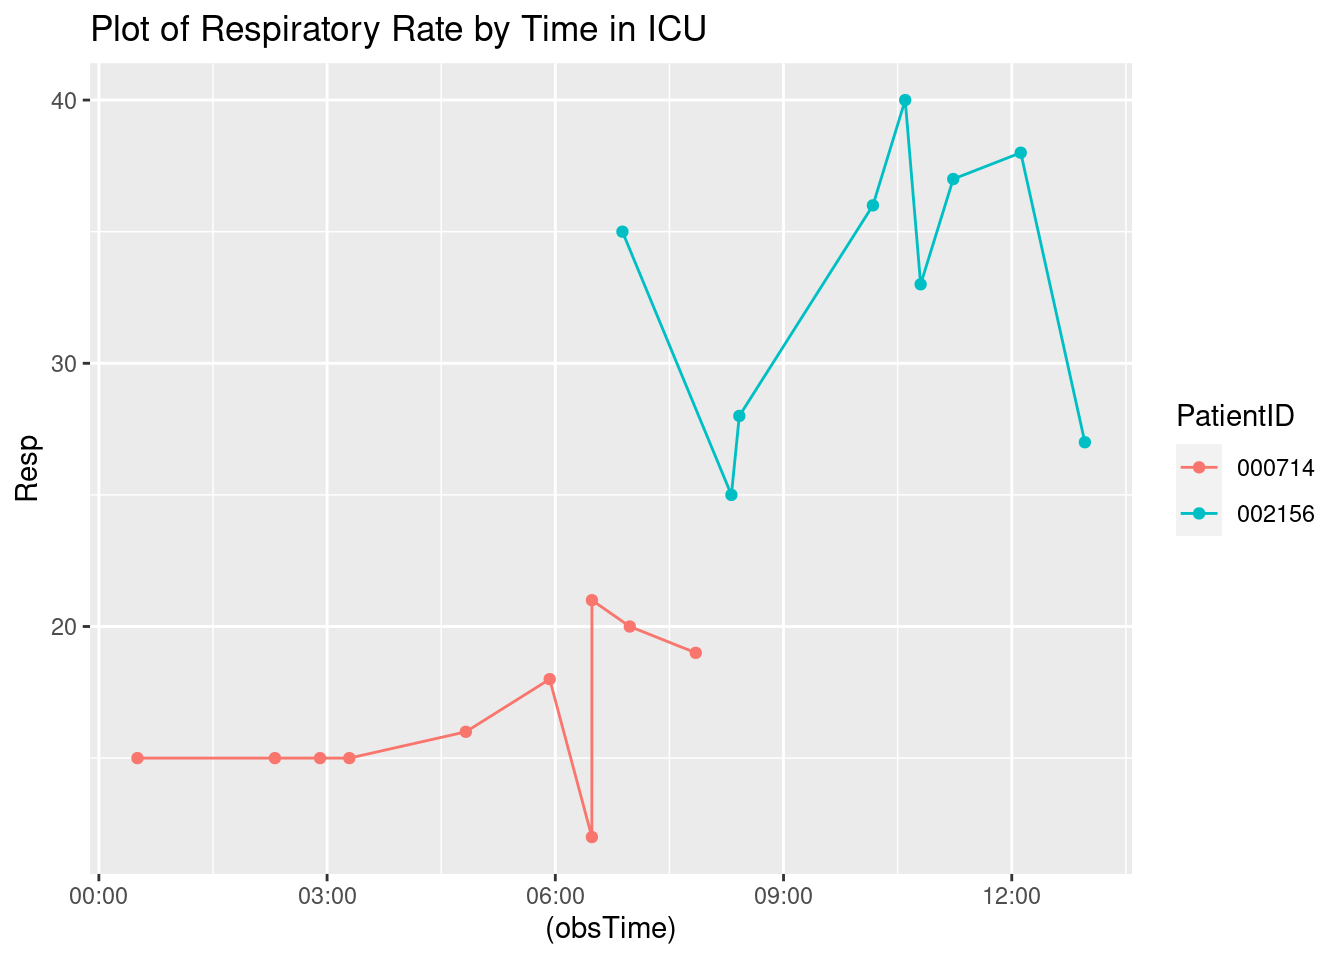 Plot of Respiratory Rate by Time in ICU
40
30
20
Resp
00:00 03:00 06:00 09:00 12:00
(obsTime)
PatientID
000714
002156